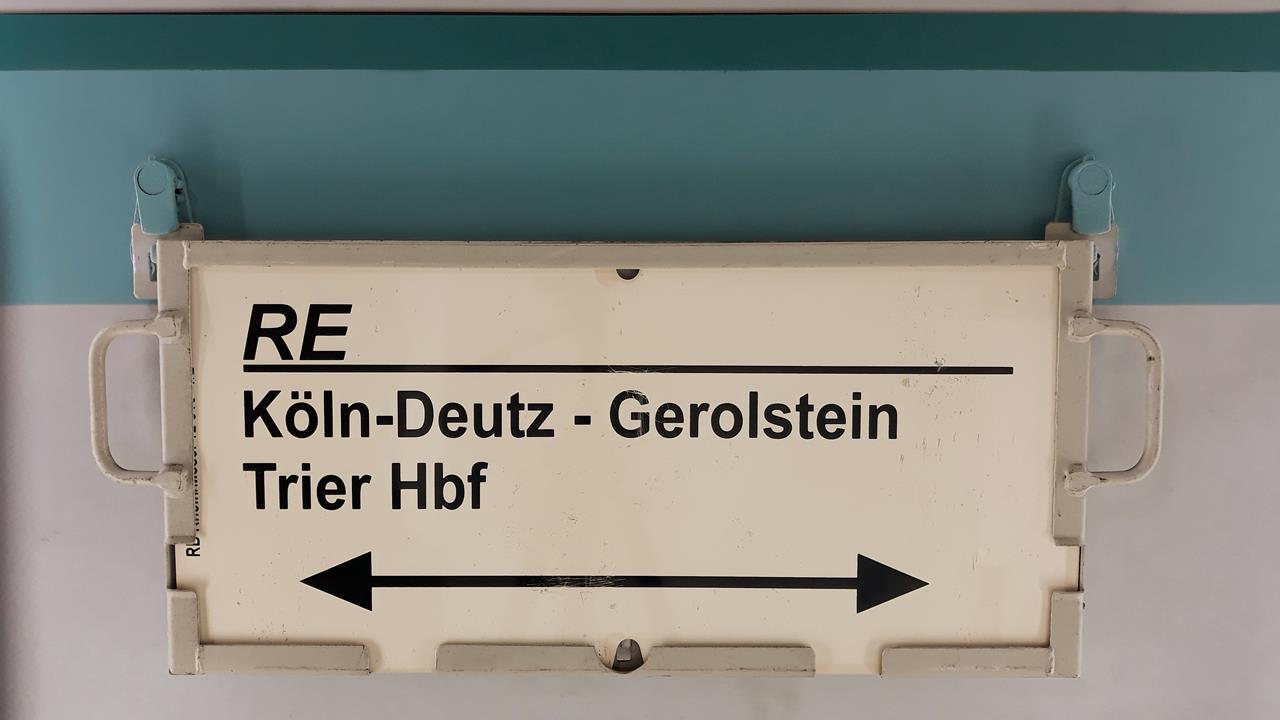 RE
Köln-Deutz - Gerolstein
Trier Hbf